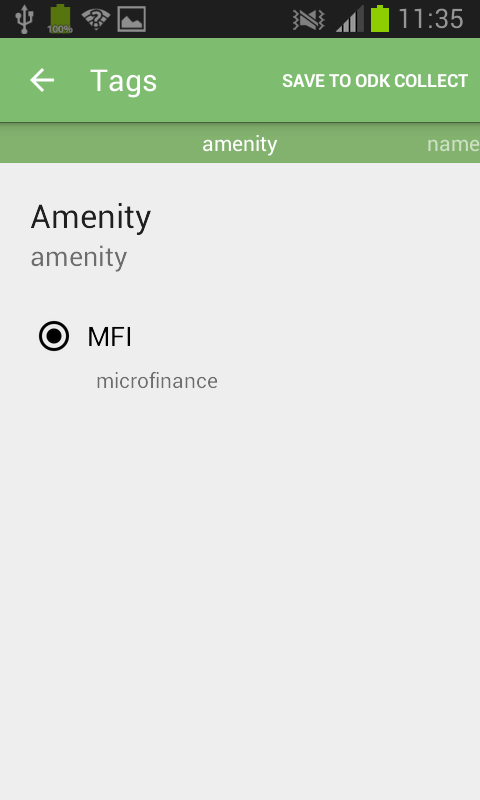 100% 11:35
Tags SAVE TO ODK COLLECT
amenity name
Amenity
amenity
MFI
microfinance